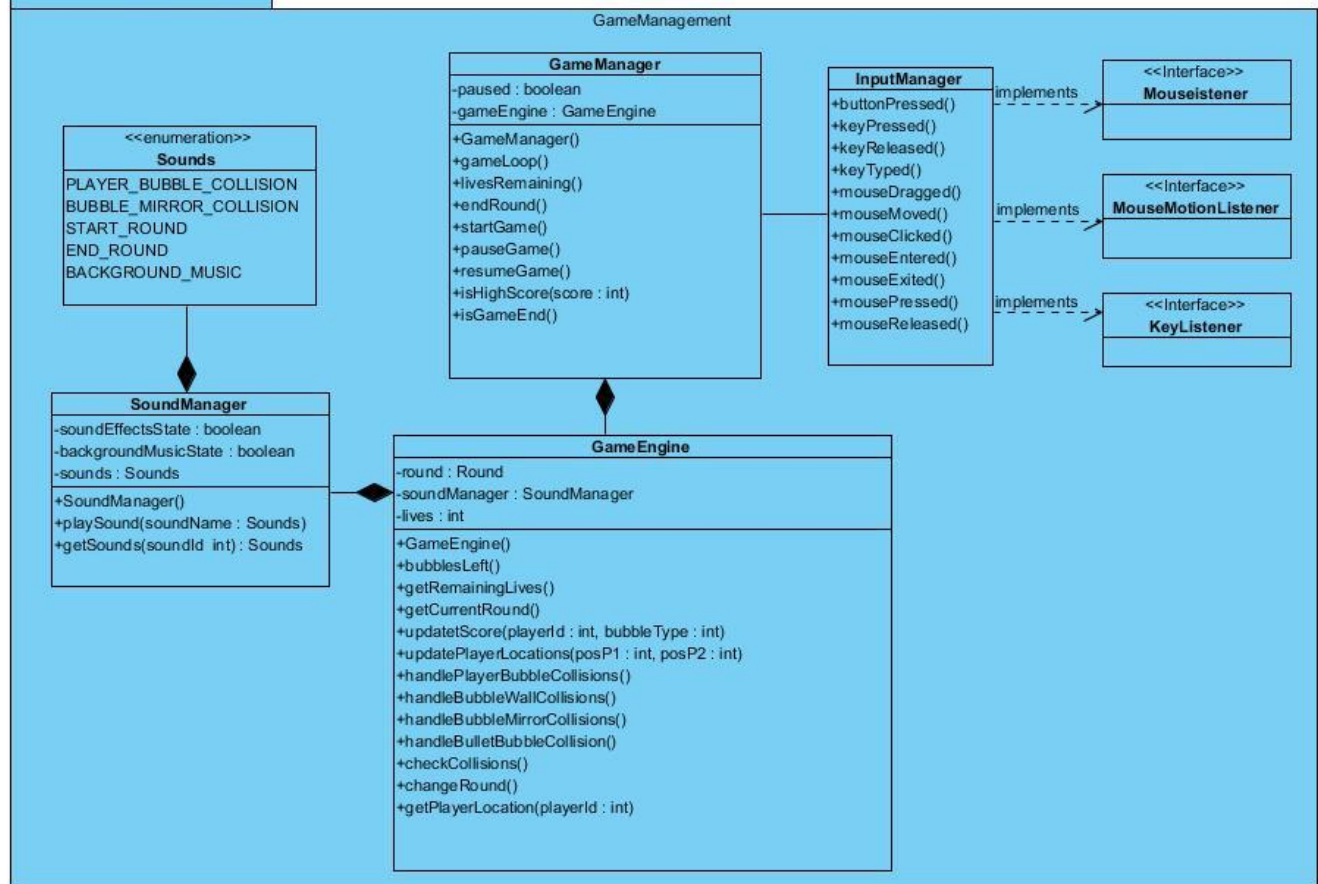 GameManagement
GameManager
-paused : boolean
-gameEngine : GameEngine
+GameManager()
+gameLoop()
+livesRemaining()
+endRound()
+startGame()
+pauseGame()
+resumeGame()
+isHighScore(score : int)
+isGameEnd()
InputManager
+buttonPressed()
+keyPressed()
+keyReleased()
+keyTyped()
+mouseDragged()
+mouseMoved()
+mouseClicked()
+mouseEntered()
+mouseExited()
+mousePressed()
+mouseReleased()
implements
<<Interface>>
Mouseistener
implements
<<Interface>>
MouseMotionListener
implements
<<Interface>>
KeyListener
<<enumeration>>
Sounds
PLAYER_BUBBLE_COLLISION
BUBBLE_MIRROR_COLLISION
START_ROUND
END_ROUND
BACKGROUND_MUSIC
SoundManager
-soundEffectsState : boolean
-backgroundMusicState : boolean
-sounds : Sounds
+SoundManager()
+playSound(soundName : Sounds)
+getSounds(soundId int) : Sounds
GameEngine
-round : Round
-soundManager : SoundManager
-lives : int
+GameEngine()
+bubblesLeft()
+getRemainingLives()
+getCurrentRound()
+updatetScore(playerId : int, bubbleType : int)
+updatePlayerLocations(posP1 : int, posP2 : int)
+handlePlayerBubbleCollisions()
+handleBubbleWallCollisions()
+handleBubbleMirrorCollisions()
+handleBulletBubbleCollision()
+checkCollisions()
+changeRound()
+getPlayerLocation(playerId : int)